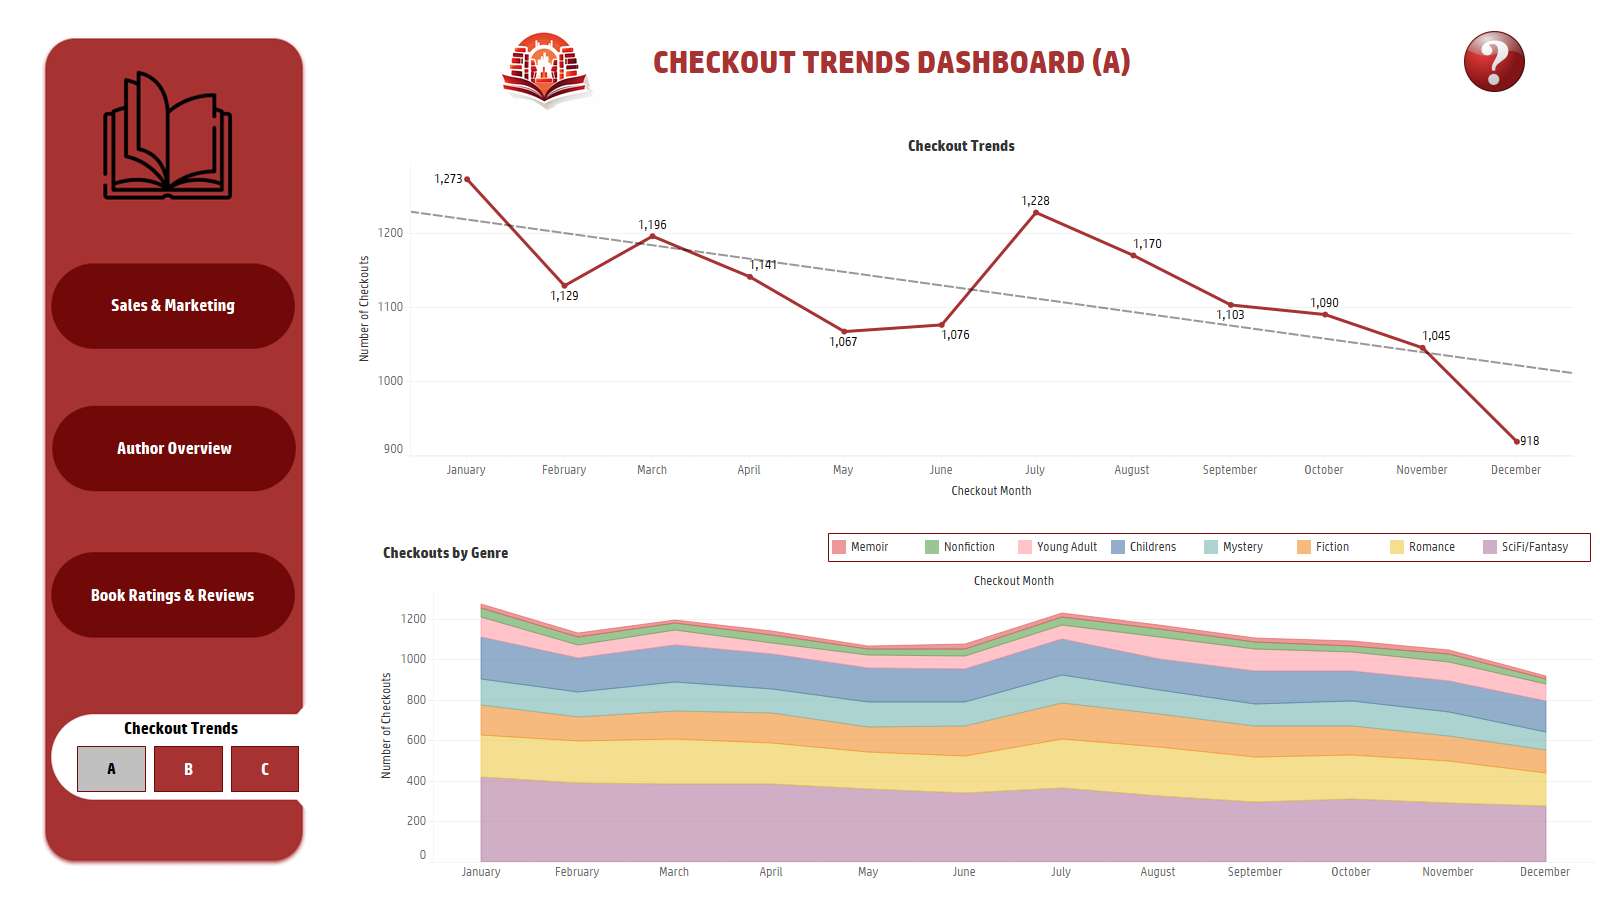 CHECKOUT TRENDS DASHBOARD (A)
?
Sales & Marketing
Author Overview
Book Ratings & Reviews
Checkout Trends
A B C
Checkout Trends
Number of Checkouts
1200
1100
1000
900
1,273
1,129
1,196
1,141
1,067
1,076
1,228
1,170
1,103
1,090
1,045
918
January February March April May June July August September October November December
Checkout Month
Checkouts by Genre
Memoir Nonfiction Young Adult Childrens Mystery Fiction Romance SciFi/Fantasy
Checkout Month
Number of Checkouts
1200
1000
800
600
400
200
0
January February March April May June July August September October November December